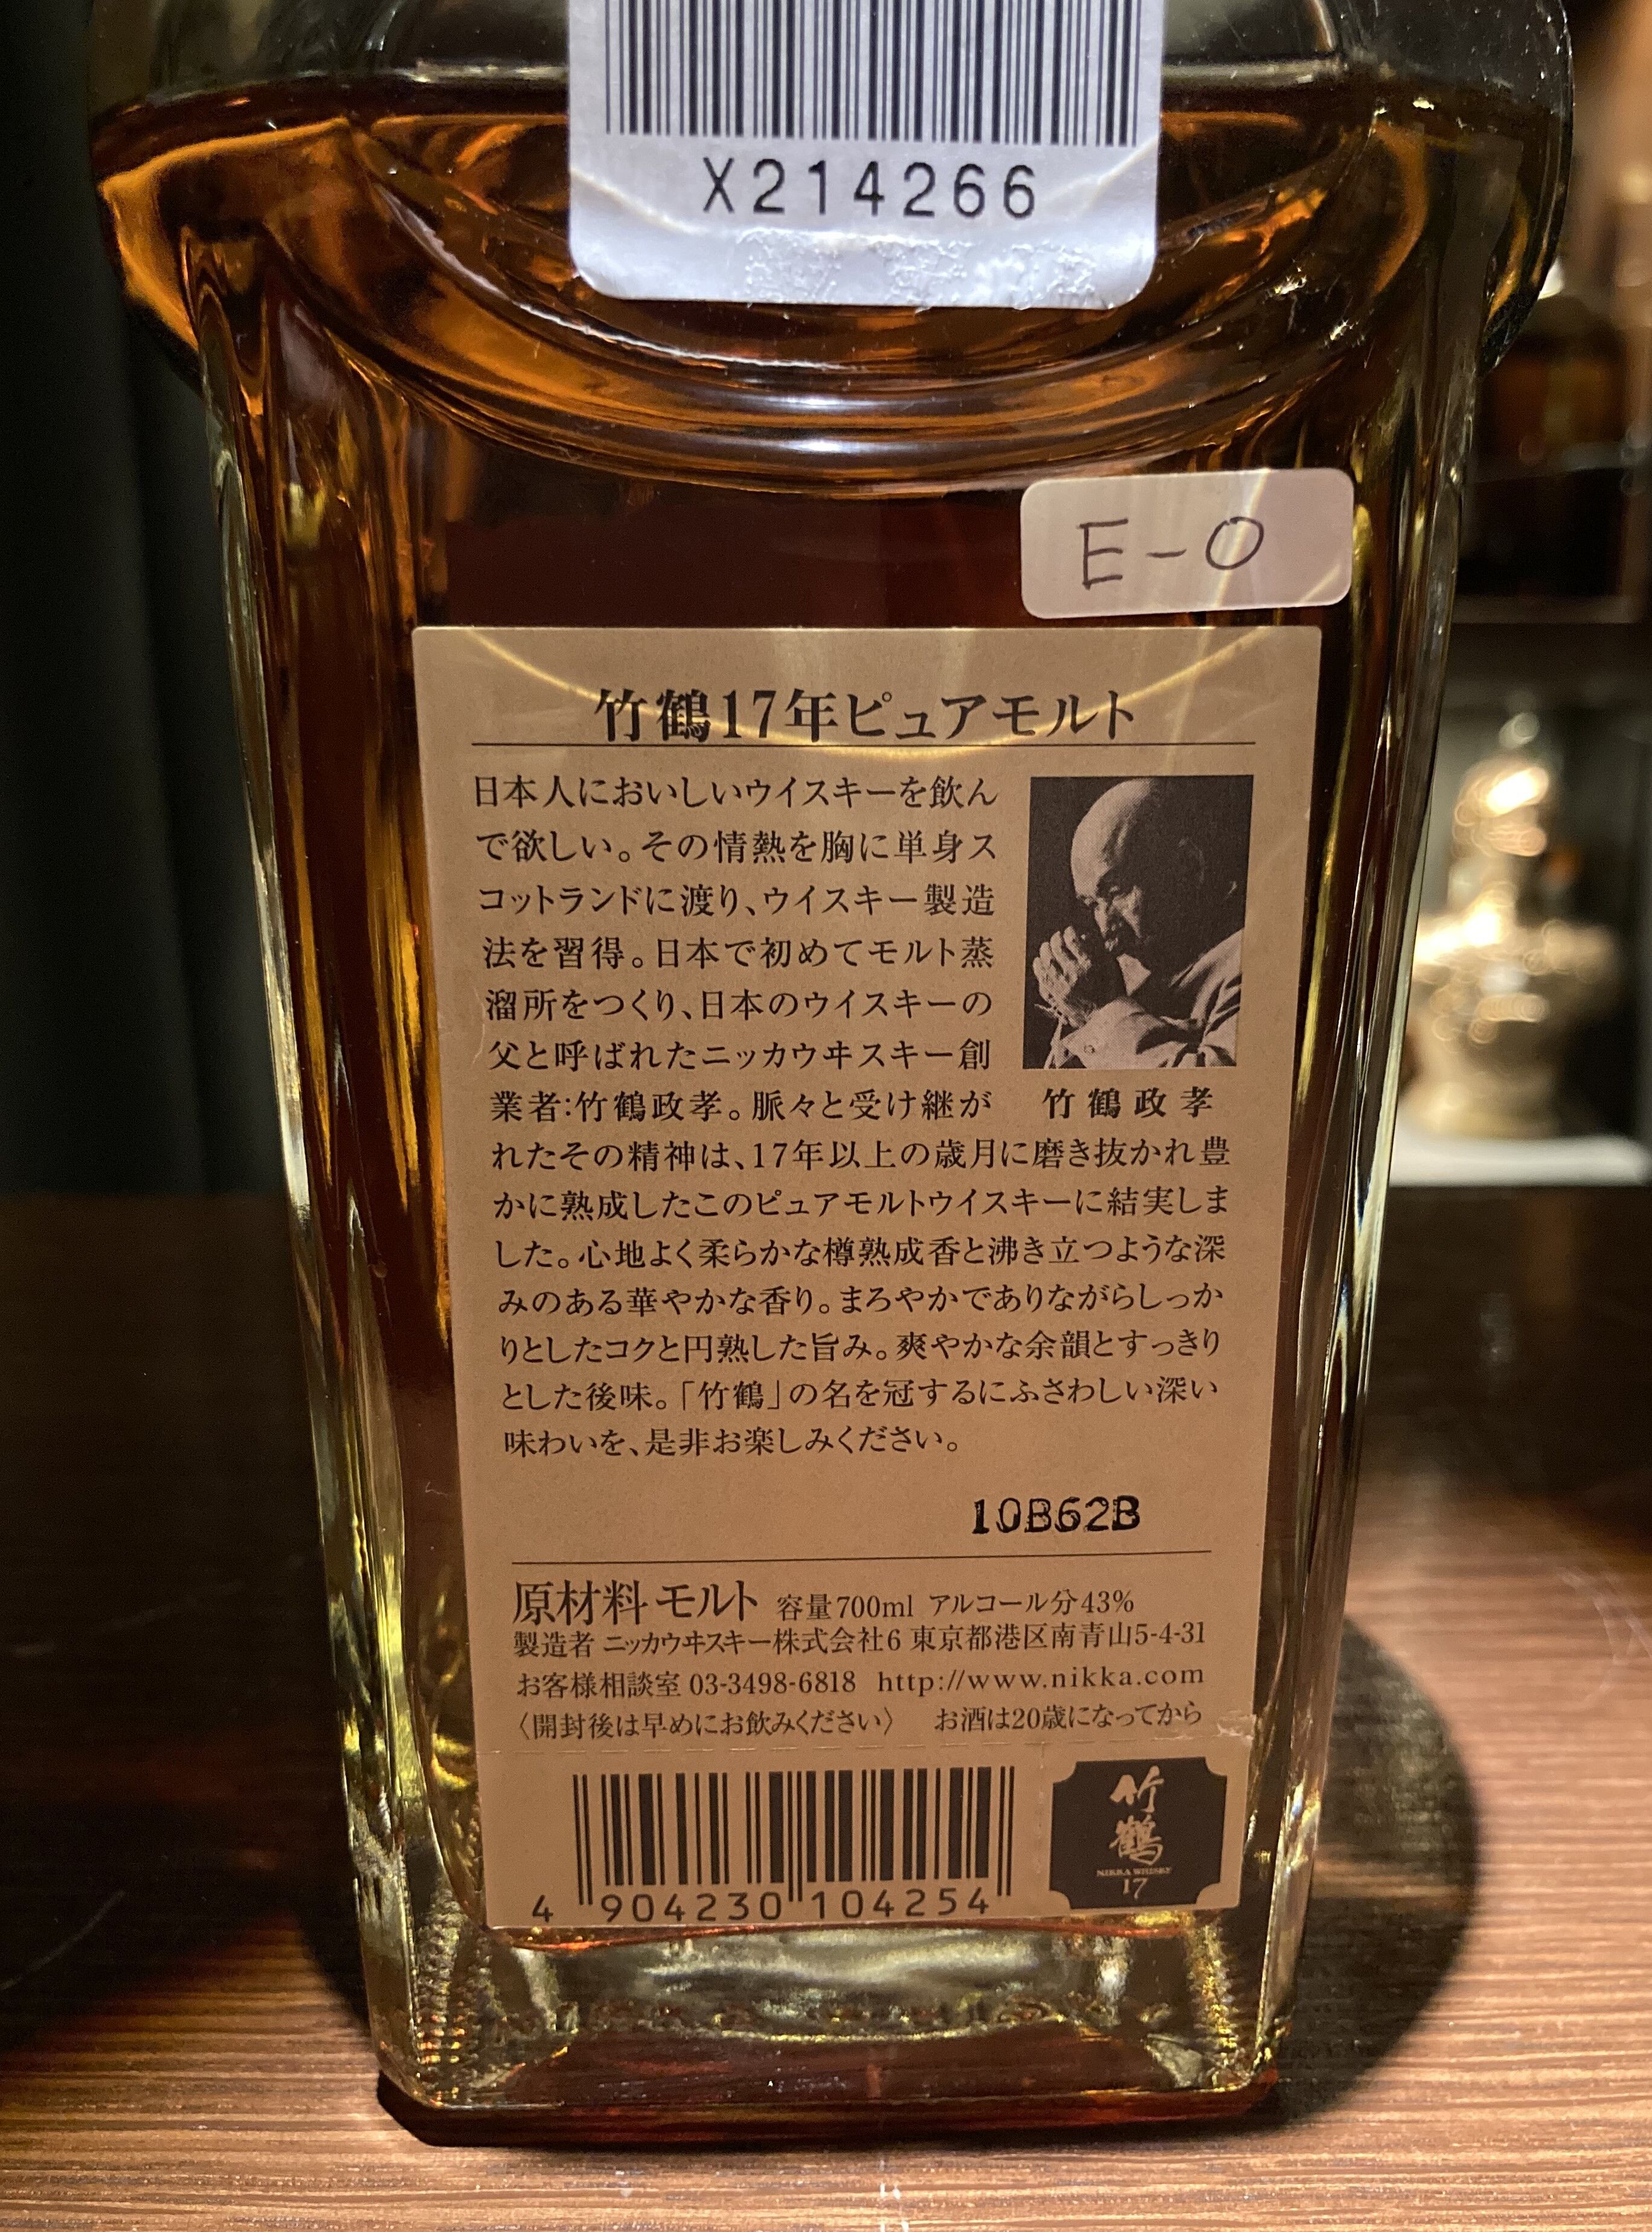 X214266
E-0
竹鶴17年ピュアモルト
日本人においしいウイスキーを飲ん
で欲しい。その情熱を胸に単身ス
コットランドに渡り、ウイスキー製造
法を習得。日本で初めてモルト蒸
溜所をつくり、日本のウイスキーの
父と呼ばれたニッカウヰスキー創
業者:竹鶴政孝。脈々と受け継が
竹鶴政孝
れたその精神は、17年以上の歳月に磨き抜かれ豊
かに熟成したこのピュアモルトウイスキーに結実しま
した。心地よく柔らかな樽熟成香と沸き立つような深
みのある華やかな香り。まろやかでありながらしっか
りとしたコクと円熟した旨み。爽やかな余韻とすっきり
とした後味。「竹鶴」の名を冠するにふさわしい深い
味わいを、是非お楽しみください。
10B62B
原材料 モルト 容量700ml アルコール分43%
製造者 ニッカウヰスキー株式会社6 東京都港区南青山5-4-31
お客様相談室 03-3498-6818 http://www.nikka.com
〈開封後は早めにお飲みください〉 お酒は20歳になってから
4 904230 104254
竹鶴
NIKKA WHISKY
17